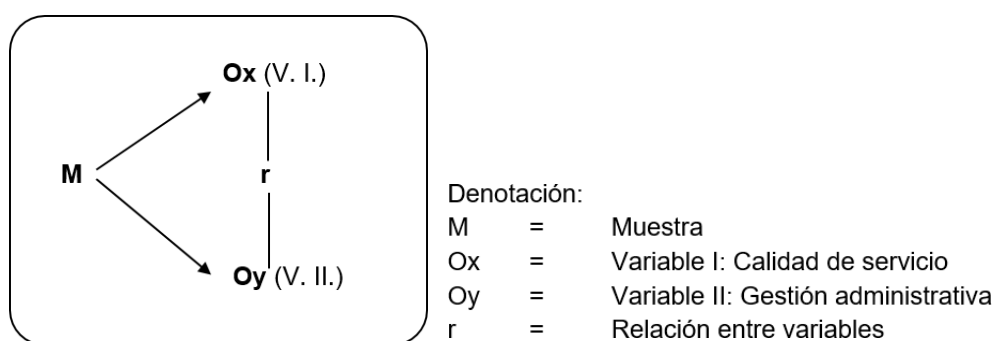 Ox (V. I.)
M
r
Oy (V. II.)
Denotación:
M = Muestra
Ox = Variable I: Calidad de servicio
Oy = Variable II: Gestión administrativa
r = Relación entre variables